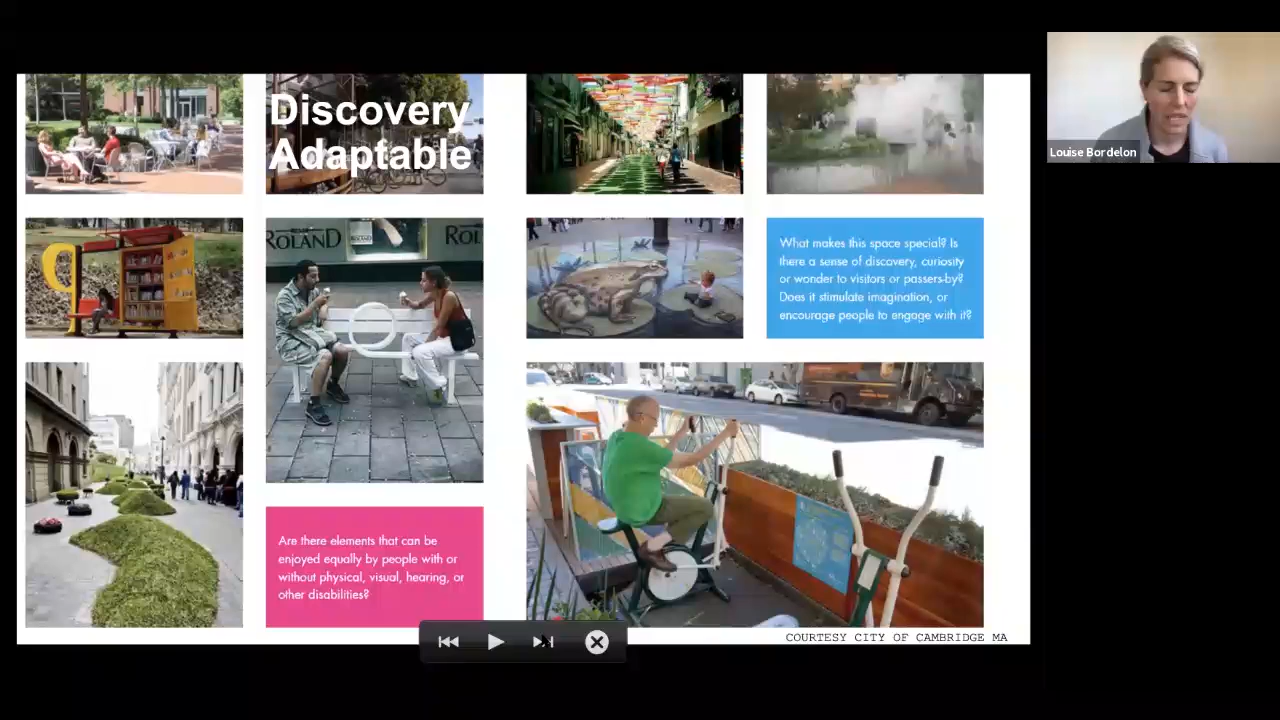 Discovery
Adaptable
Louise Bordelon
ROLAND
ROL
What makes this space special? Is
there a sense of discovery, curiosity
or wonder to visitors or passers-by?
Does it stimulate imagination, or
encourage people to engage with it?
Are there elements that can be
enjoyed equally by people with or
without physical, visual, hearing, or
other disabilities?
COURTESY CITY OF CAMBRIDGE MA